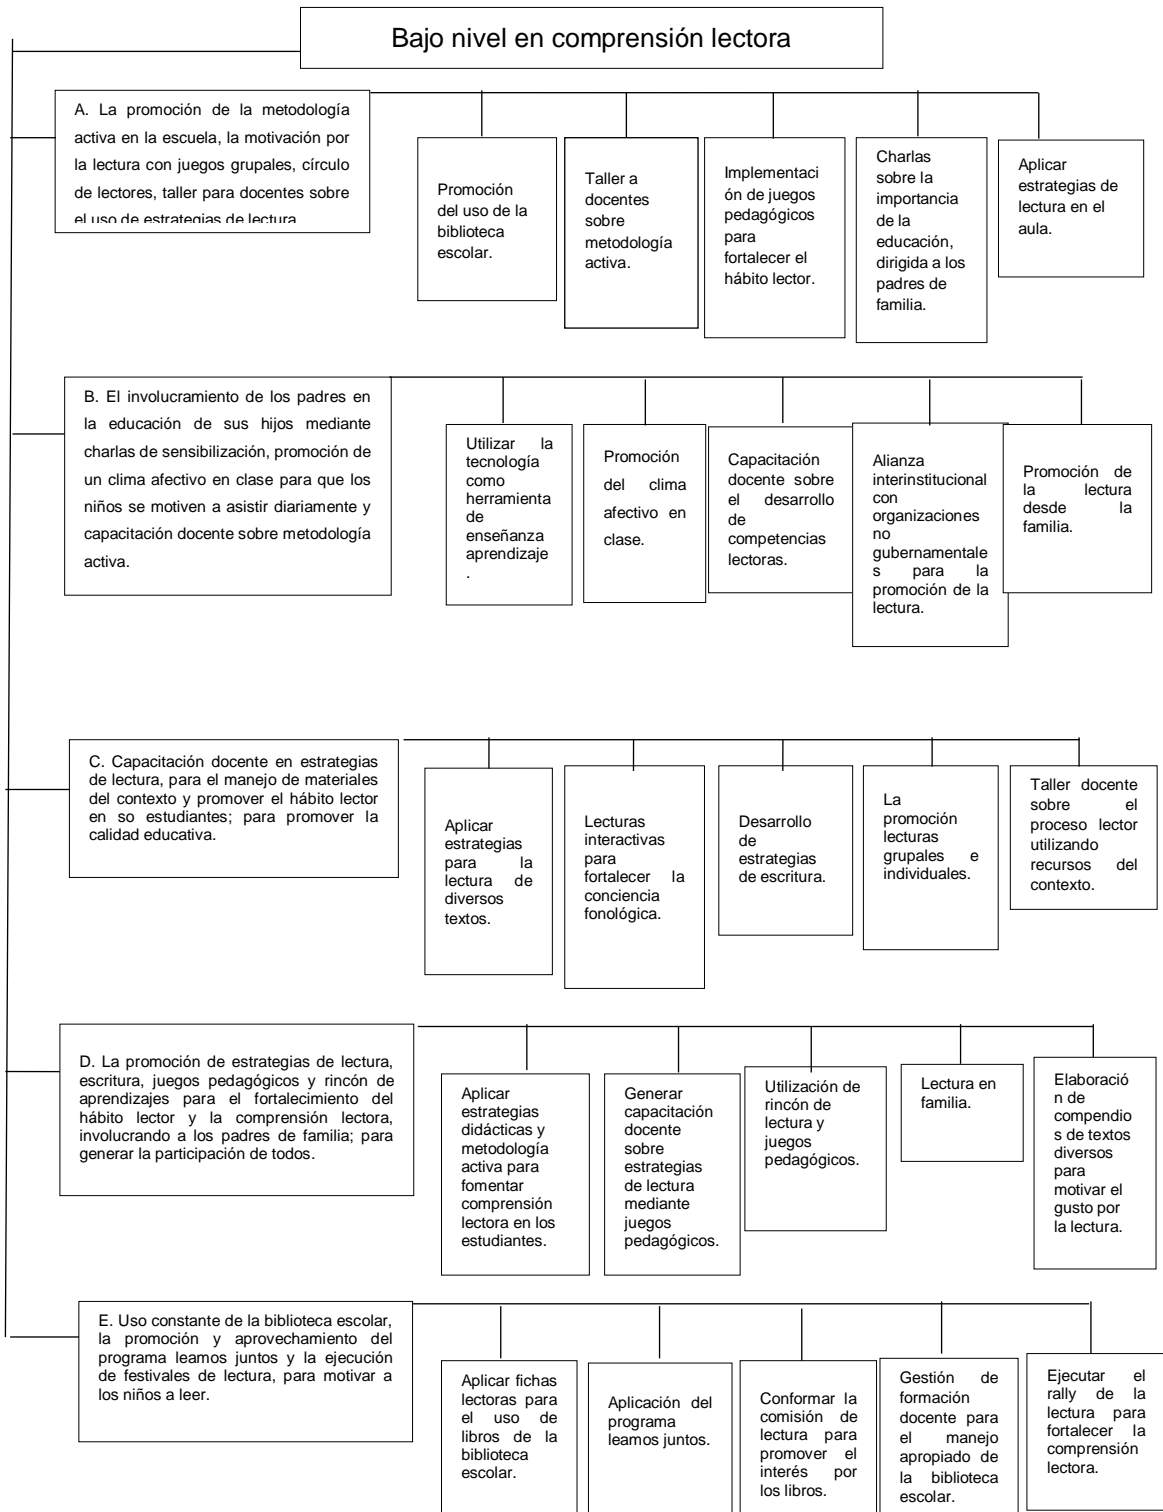 Bajo nivel en comprensión lectora
A. La promoción de la metodología
activa en la escuela, la motivación por
la lectura con juegos grupales, círculo
de lectores, taller para docentes sobre
el uso de estrategias de lectura
Promoción
del uso de la
biblioteca
escolar.
Taller a
docentes
sobre
metodología
activa.
Implementaci
ón de juegos
pedagógicos
para
fortalecer el
hábito lector.
Charlas
sobre la
importancia
de la
educación,
dirigida a los
padres de
familia.
Aplicar
estrategias de
lectura en el
aula.
B. El involucramiento de los padres en
la educación de sus hijos mediante
charlas de sensibilización, promoción de
un clima afectivo en clase para que los
niños se motiven a asistir diariamente y
capacitación docente sobre metodología
activa.
Utilizar la
tecnología
como
herramienta
de
enseñanza
aprendizaje
.
Promoción
del clima
afectivo en
clase.
Capacitación
docente sobre
el desarrollo
de
competencias
lectoras.
Alianza
interinstitucional
con
organizaciones
no
gubernamentale
s para la
promoción de la
lectura.
Promoción de
la lectura
desde la
familia.
C. Capacitación docente en estrategias
de lectura, para el manejo de materiales
del contexto y promover el hábito lector
en so estudiantes; para promover la
calidad educativa.
Aplicar
estrategias
para la
lectura de
diversos
textos.
Lecturas
interactivas
para
fortalecer la
conciencia
fonológica.
Desarrollo
de
estrategias
de escritura.
La
promoción
lecturas
grupales e
individuales.
Taller docente
sobre el
proceso lector
utilizando
recursos del
contexto.
D. La promoción de estrategias de lectura,
escritura, juegos pedagógicos y rincón de
aprendizajes para el fortalecimiento del
hábito lector y la comprensión lectora,
involucrando a los padres de familia; para
generar la participación de todos.
Aplicar
estrategias
didácticas y
metodología
activa para
fomentar
comprensión
lectora en los
estudiantes.
Generar
capacitación
docente
sobre
estrategias
de lectura
mediante
juegos
pedagógicos.
Utilización de
rincón de
lectura y
juegos
pedagógicos.
Lectura en
familia.
Elaboració
n de
compendio
s de textos
diversos
para
motivar el
gusto por
la lectura.
E. Uso constante de la biblioteca escolar,
la promoción y aprovechamiento del
programa leamos juntos y la ejecución
de festivales de lectura, para motivar a
los niños a leer.
Aplicar fichas
lectoras para
el uso de
libros de la
biblioteca
escolar.
Aplicación del
programa
leamos juntos.
Conformar la
comisión de
lectura para
promover el
interés por
los libros.
Gestión de
formación
docente para
el manejo
apropiado de
la biblioteca
escolar.
Ejecutar el
rally de la
lectura para
fortalecer la
comprensión
lectora.